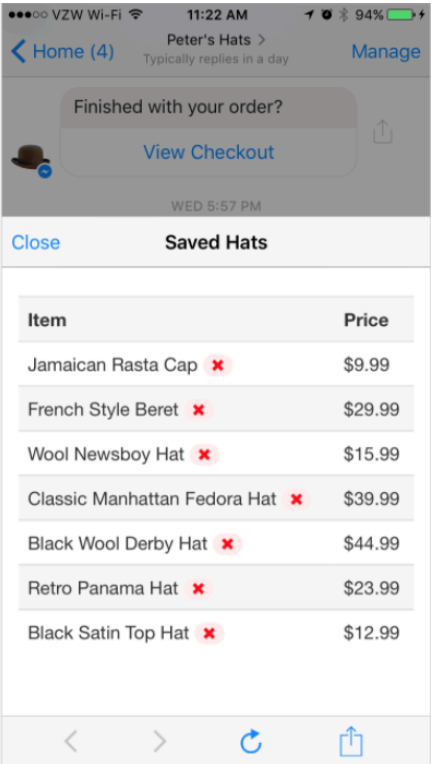 VZW Wi-Fi 11:22 AM 94%
Home (4) Peter's Hats > Manage
Typically replies in a day
Finished with your order?
View Checkout
WED 5:57 PM
Close Saved Hats
Item Price
Jamaican Rasta Cap $9.99
French Style Beret $29.99
Wool Newsboy Hat $15.99
Classic Manhattan Fedora Hat $39.99
Black Wool Derby Hat $44.99
Retro Panama Hat $23.99
Black Satin Top Hat $12.99